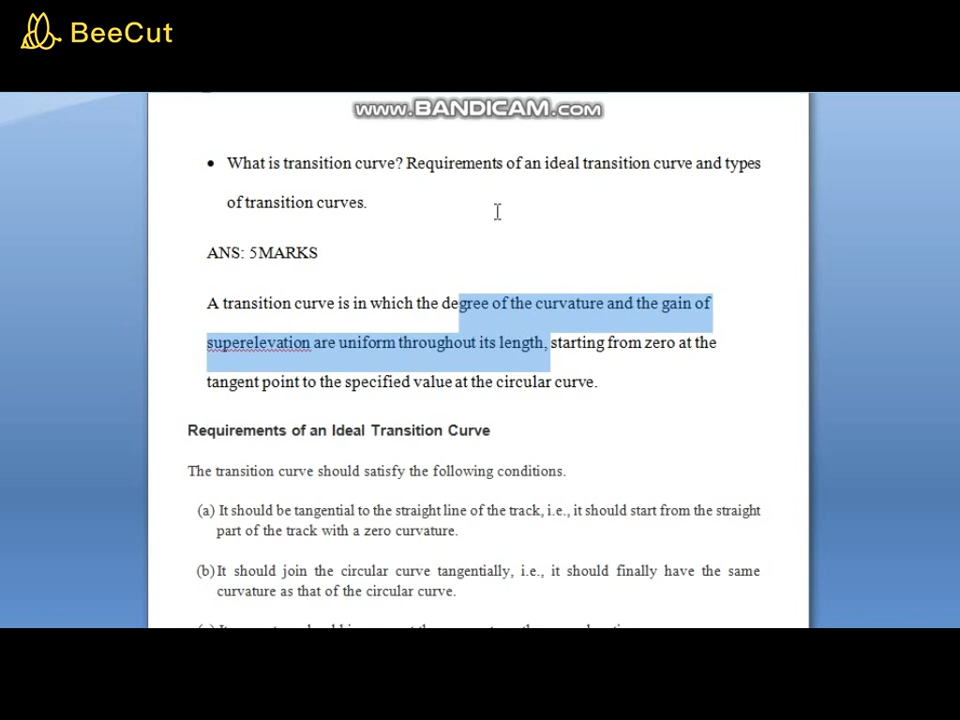 BeeCut
www.BANDICAM.com
• What is transition curve? Requirements of an ideal transition curve and types
of transition curves.
ANS: 5MARKS
A transition curve is in which the degree of the curvature and the gain of
superelevation are uniform throughout its length, starting from zero at the
tangent point to the specified value at the circular curve.
Requirements of an Ideal Transition Curve
The transition curve should satisfy the following conditions.
(a) It should be tangential to the straight line of the track, i.e., it should start from the straight
part of the track with a zero curvature.
(b) It should join the circular curve tangentially, i.e., it should finally have the same
curvature as that of the circular curve.